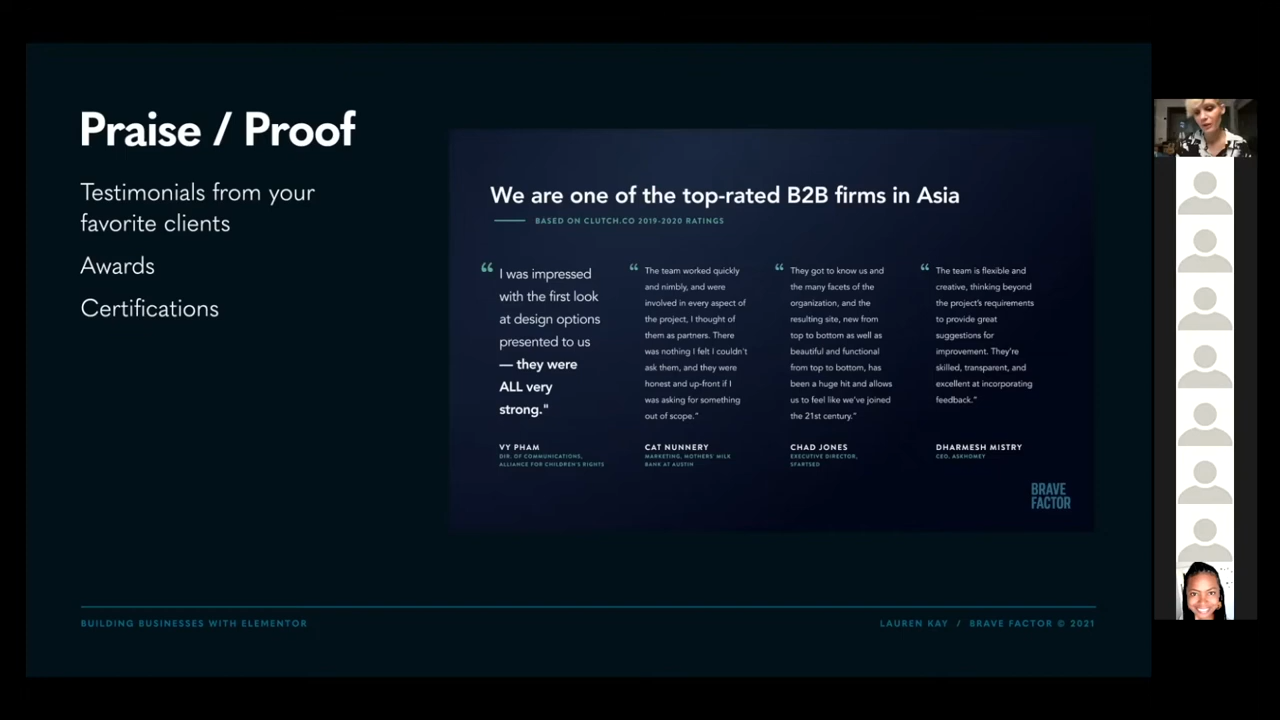 Praise / Proof
Testimonials from your
favorite clients
Awards
Certifications
We are one of the top-rated B2B firms in Asia
BASED ON CLUTCH.CO 2019-2020 RATINGS
“ I was impressed
with the first look
at design options
presented to us
— they were
ALL very
strong."
VY PHAM
DIR. OF COMMUNICATIONS,
ALLIANCE FOR CHILDREN'S RIGHTS
“ The team worked quickly
and nimbly, and were
involved in every aspect of
the project, I thought of
them as partners. There
was nothing I felt I couldn't
ask them, and they were
honest and up-front if I
was asking for something
out of scope.”
CAT NUNNERY
MARKETING, MOTHERS' MILK
BANK AT AUSTIN
“ They got to know us and
the many facets of the
organization, and the
resulting site, new from
top to bottom as well as
beautiful and functional
from top to bottom, has
been a huge hit and allows
us to feel like we’ve joined
the 21st century.”
CHAD JONES
EXECUTIVE DIRECTOR,
SFARTSED
“ The team is flexible and
creative, thinking beyond
the project’s requirements
to provide great
suggestions for
improvement. They’re
skilled, transparent, and
excellent at incorporating
feedback.”
DHARMESH MISTRY
CEO, ASKHOMEY
BRAVE
FACTOR
BUILDING BUSINESSES WITH ELEMENTOR
LAUREN KAY / BRAVE FACTOR © 2021